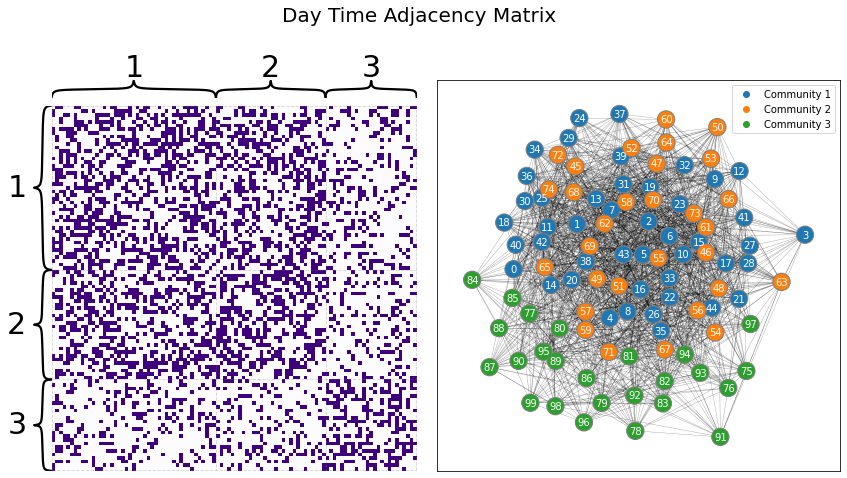 Day Time Adjacency Matrix
1 2 3
1
2
3
Community 1
Community 2
Community 3
24 37 60 50
29 64
34 72 52 39 53
45 47 32 12
36 9
74 68 31 19
30 25 13 58 70 23 66
7 73 41
18 11 1 62 2 61
6 3
40 42 69 15 27
38 43 5 55 10 46 17 28
0 65
84 14 20 49 51 33 63
16 48
85 22 21
77 57 4 8 26 56 44
88 80 59 35 54 97
95 71 81 67 94
87 90 89 93 75
86 82 76
92
99 98 79 83
96 78 91